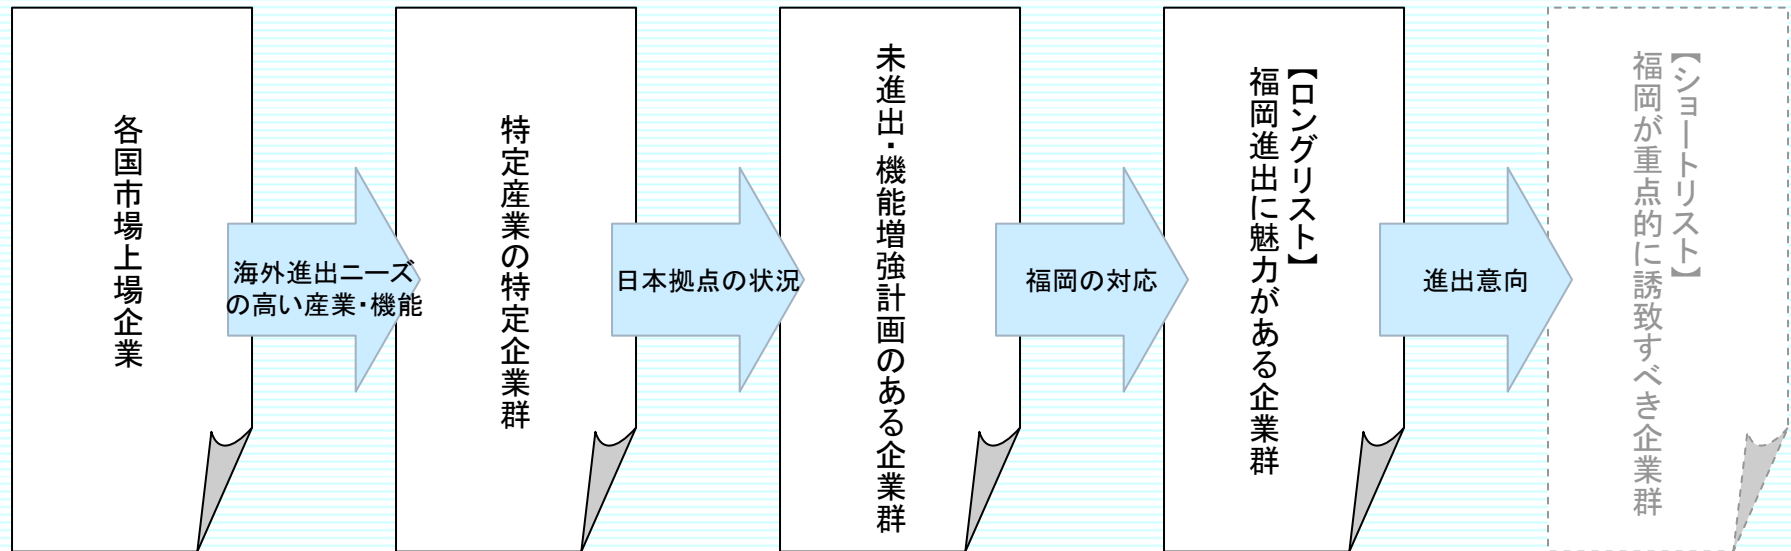 各国市場上場企業
海外進出ニーズ
の高い産業・機能
特定産業の特定企業群
日本拠点の状況
未進出・機能増強計画のある企業群
福岡の対応
【ロングリスト】
福岡進出に魅力がある企業群
進出意向
【ショートリスト】
福岡が重点的に誘致すべき企業群